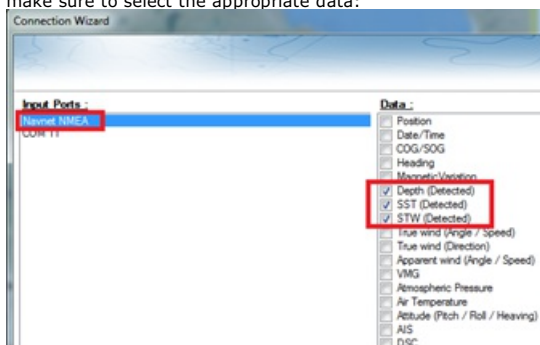 make sure to select the appropriate data:
Connection Wizard
Input Ports :
Navnet NMEA
COM 11
Data :
Position
Date/Time
COG/SOG
Heading
Magnetic Variation
Depth (Detected)
SST (Detected)
STW (Detected)
True wind (Angle / Speed)
True wind (Direction)
Apparent wind (Angle / Speed)
VMG
Atmospheric Pressure
Air Temperature
Attitude (Pitch / Roll / Heaving)
AIS
DSC